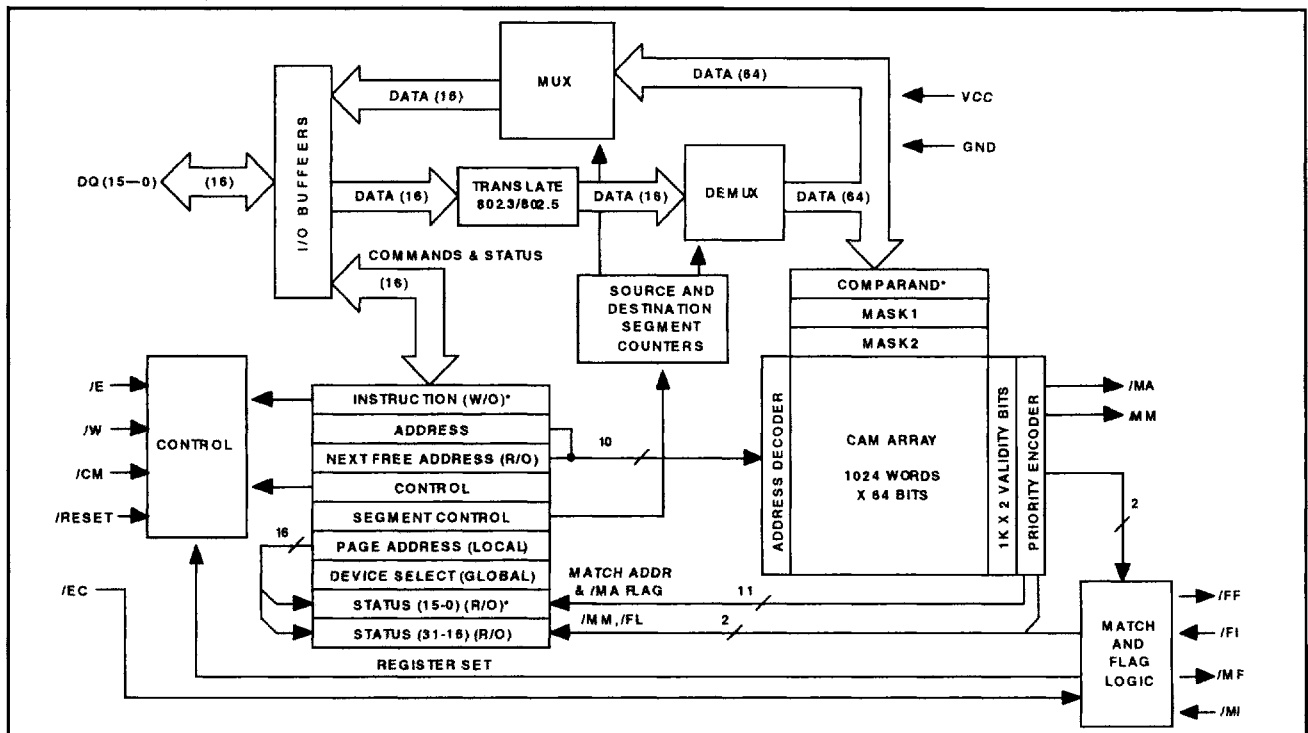 MUX
DATA (64)
DATA (16)
VCC
GND
I/O BUFFEERS
DQ (15—0)
(16)
DATA (16)
TRANSLATE
802.3/802.5
DATA (16)
DEMUX
DATA (64)
COMMANDS & STATUS
(16)
SOURCE AND
DESTINATION
SEGMENT
COUNTERS
COMPARAND*
MASK1
MASK2
/E
/W
/CM
/RESET
CONTROL
INSTRUCTION (W/O)*
ADDRESS
NEXT FREE ADDRESS (R/O)
CONTROL
SEGMENT CONTROL
PAGE ADDRESS (LOCAL)
DEVICE SELECT (GLOBAL)
STATUS (15-0) (R/O)*
STATUS (31-16) (R/O)
REGISTER SET
10
16
ADDRESS DECODER
CAM ARRAY
1024 WORDS
X 64 BITS
1K X 2 VALIDITY BITS
PRIORITY ENCODER
/MA
/MM
2
MATCH ADDR
& /MA FLAG
11
/MM, /FL
2
/EC
MATCH
AND
FLAG
LOGIC
/FF
/FI
/MF
/MI